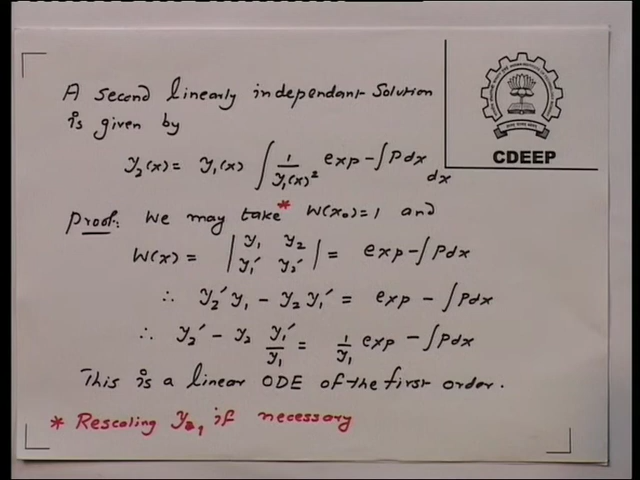 A second linearly independant Solution
is given by
y₂(x) = y₁(x) ∫ 1/y₁(x)² exp −∫Pdx dx
CDEEP
Proof: We may take* W(x₀)=1 and
W(x) = | y₁ y₂ ; y₁′ y₂′ | = exp −∫Pdx
∴ y₂′ y₁ − y₂ y₁′ = exp −∫Pdx
∴ y₂′ − y₂ y₁′/y₁ = 1/y₁ exp −∫Pdx
This is a linear ODE of the first order.
* Rescaling y₂, if necessary